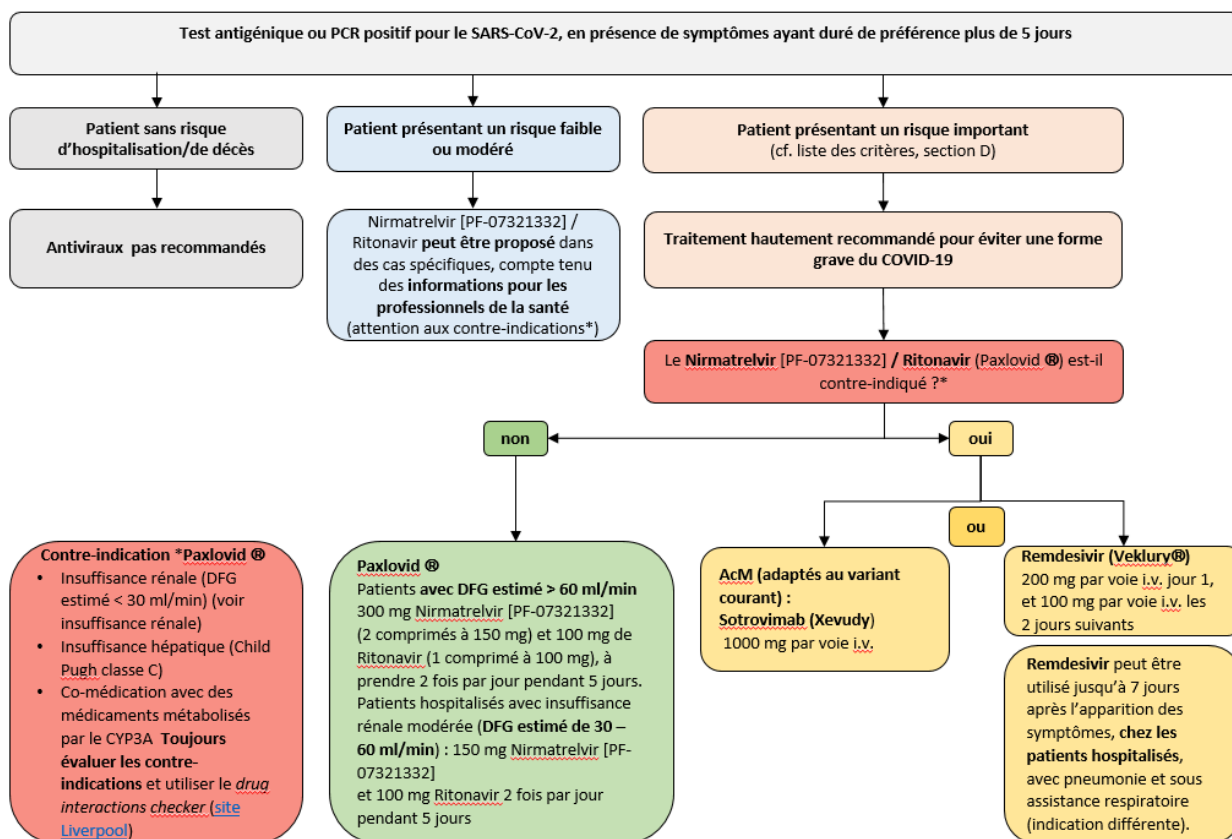 Test antigénique ou PCR positif pour le SARS-CoV-2, en présence de symptômes ayant duré de préférence plus de 5 jours
Patient sans risque
d’hospitalisation/de décès
Patient présentant un risque faible
ou modéré
Patient présentant un risque important
(cf. liste des critères, section D)
Antiviraux pas recommandés
Nirmatrelvir [PF-07321332] /
Ritonavir peut être proposé dans
des cas spécifiques, compte tenu
des informations pour les
professionnels de la santé
(attention aux contre-indications*)
Traitement hautement recommandé pour éviter une forme
grave du COVID-19
Le Nirmatrelvir [PF-07321332] / Ritonavir (Paxlovid ®) est-il
contre-indiqué ?*
non
oui
ou
Contre-indication *Paxlovid ®
• Insuffisance rénale (DFG
estimé < 30 ml/min) (voir
insuffisance rénale)
• Insuffisance hépatique (Child
Pugh classe C)
• Co-médication avec des
médicaments métabolisés
par le CYP3A Toujours
évaluer les contre-
indications et utiliser le drug
interactions checker (site
Liverpool)
Paxlovid ®
Patients avec DFG estimé > 60 ml/min
300 mg Nirmatrelvir [PF-07321332]
(2 comprimés à 150 mg) et 100 mg de
Ritonavir (1 comprimé à 100 mg), à
prendre 2 fois par jour pendant 5 jours.
Patients hospitalisés avec insuffisance
rénale modérée (DFG estimé de 30 –
60 ml/min) : 150 mg Nirmatrelvir [PF-
07321332]
et 100 mg Ritonavir 2 fois par jour
pendant 5 jours
AcM (adaptés au variant
courant) :
Sotrovimab (Xevudy)
1000 mg par voie i.v.
Remdesivir (Veklury®)
200 mg par voie i.v. jour 1,
et 100 mg par voie i.v. les
2 jours suivants
Remdesivir peut être
utilisé jusqu’à 7 jours
après l’apparition des
symptômes, chez les
patients hospitalisés,
avec pneumonie et sous
assistance respiratoire
(indication différente).